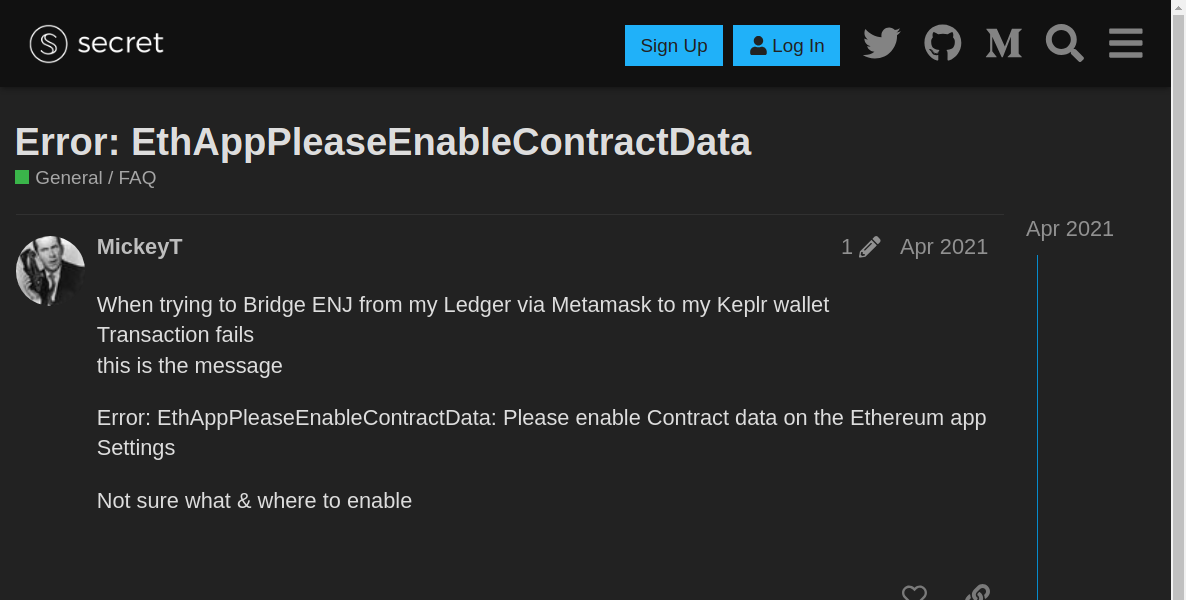 secret
Sign Up
Log In
Error: EthAppPleaseEnableContractData
General / FAQ
MickeyT
1
Apr 2021
Apr 2021
When trying to Bridge ENJ from my Ledger via Metamask to my Keplr wallet
Transaction fails
this is the message
Error: EthAppPleaseEnableContractData: Please enable Contract data on the Ethereum app
Settings
Not sure what & where to enable